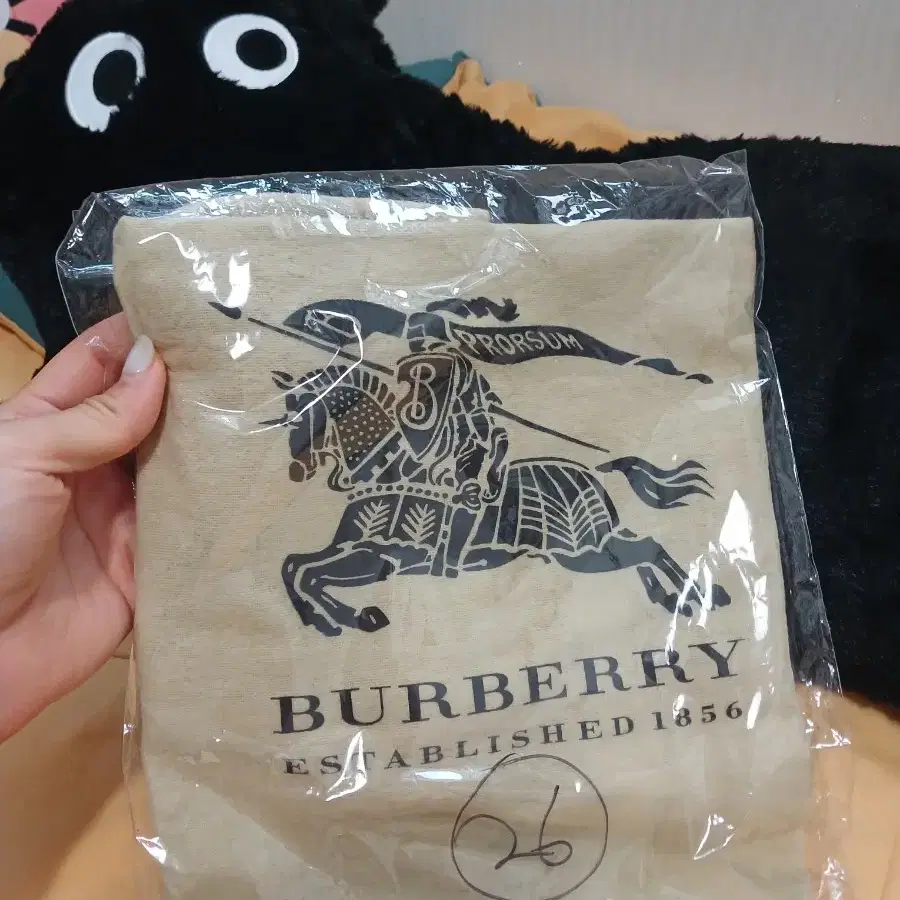 PRORSUM
B
BURBERRY
ESTABLISHED 1856
26